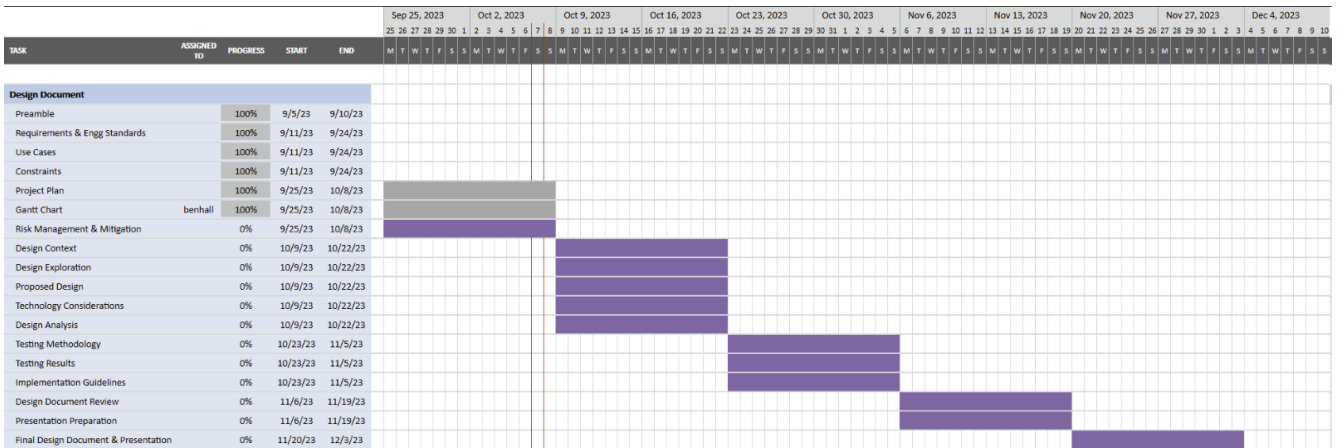 Sep 25, 2023 Oct 2, 2023 Oct 9, 2023 Oct 16, 2023 Oct 23, 2023 Oct 30, 2023 Nov 6, 2023 Nov 13, 2023 Nov 20, 2023 Nov 27, 2023 Dec 4, 2023
25 26 27 28 29 30 1 2 3 4 5 6 7 8 9 10 11 12 13 14 15 16 17 18 19 20 21 22 23 24 25 26 27 28 29 30 31 1 2 3 4 5 6 7 8 9 10 11 12 13 14 15 16 17 18 19 20 21 22 23 24 25 26 27 28 29 30 1 2 3 4 5 6 7 8 9 10
TASK ASSIGNED TO PROGRESS START END M T W T F S S M T W T F S S M T W T F S S M T W T F S S M T W T F S S M T W T F S S M T W T F S S M T W T F S S M T W T F S S M T W T F S S M T W T F S S
Design Document
Preamble 100% 9/5/23 9/10/23
Requirements & Engg Standards 100% 9/11/23 9/24/23
Use Cases 100% 9/11/23 9/24/23
Constraints 100% 9/11/23 9/24/23
Project Plan 100% 9/25/23 10/8/23
Gantt Chart benhall 100% 9/25/23 10/8/23
Risk Management & Mitigation 0% 9/25/23 10/8/23
Design Context 0% 10/9/23 10/22/23
Design Exploration 0% 10/9/23 10/22/23
Proposed Design 0% 10/9/23 10/22/23
Technology Considerations 0% 10/9/23 10/22/23
Design Analysis 0% 10/9/23 10/22/23
Testing Methodology 0% 10/23/23 11/5/23
Testing Results 0% 10/23/23 11/5/23
Implementation Guidelines 0% 10/23/23 11/5/23
Design Document Review 0% 11/6/23 11/19/23
Presentation Preparation 0% 11/6/23 11/19/23
Final Design Document & Presentation 0% 11/20/23 12/3/23